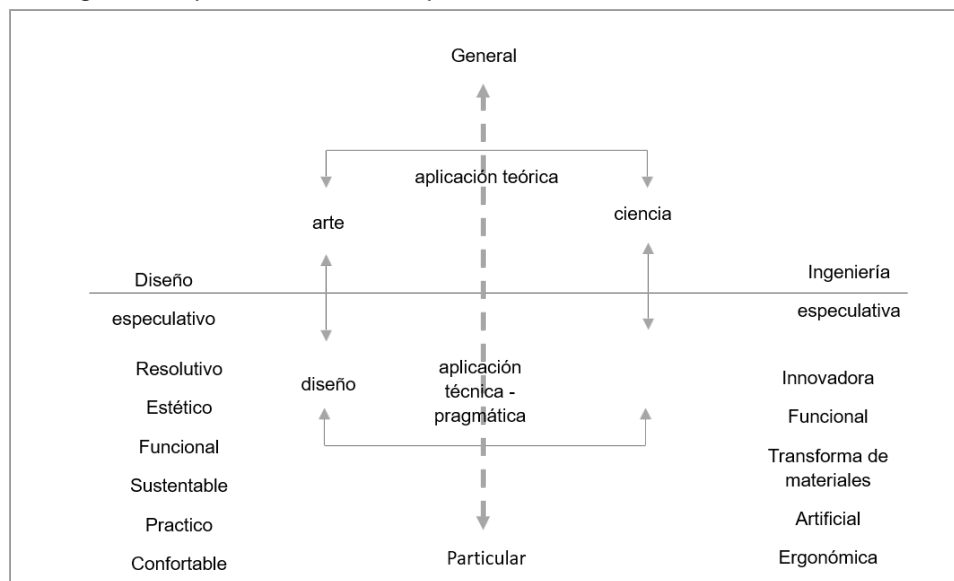 General
aplicación teórica
arte
ciencia
Diseño
Ingeniería
especulativo
especulativa
Resolutivo
Estético
Funcional
Sustentable
Practico
Confortable
diseño
aplicación
técnica -
pragmática
Innovadora
Funcional
Transforma de
materiales
Artificial
Ergonómica
Particular